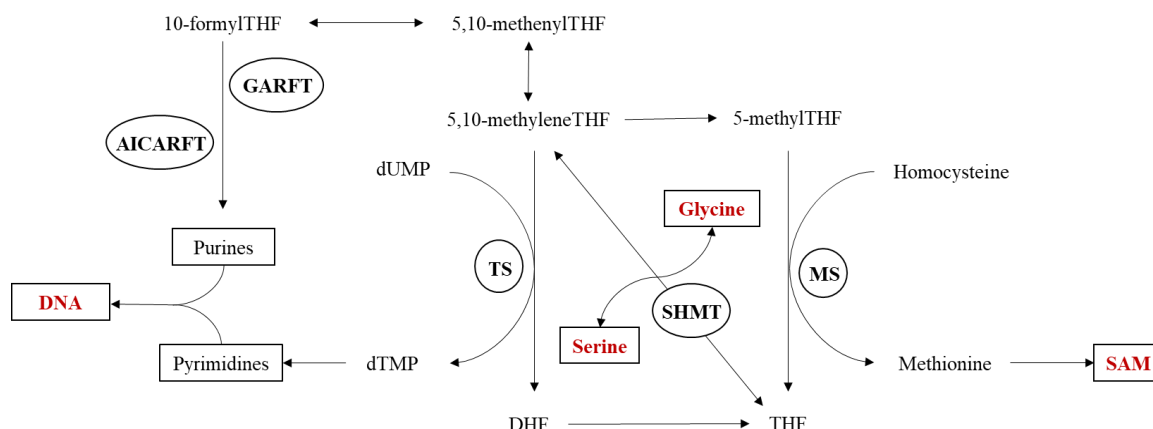 10-formylTHF
5,10-methenylTHF
GARFT
AICARFT
5,10-methyleneTHF
5-methylTHF
dUMP
Homocysteine
Glycine
Purines
TS
MS
DNA
SHMT
Serine
Pyrimidines
dTMP
Methionine
SAM
DHF
THF